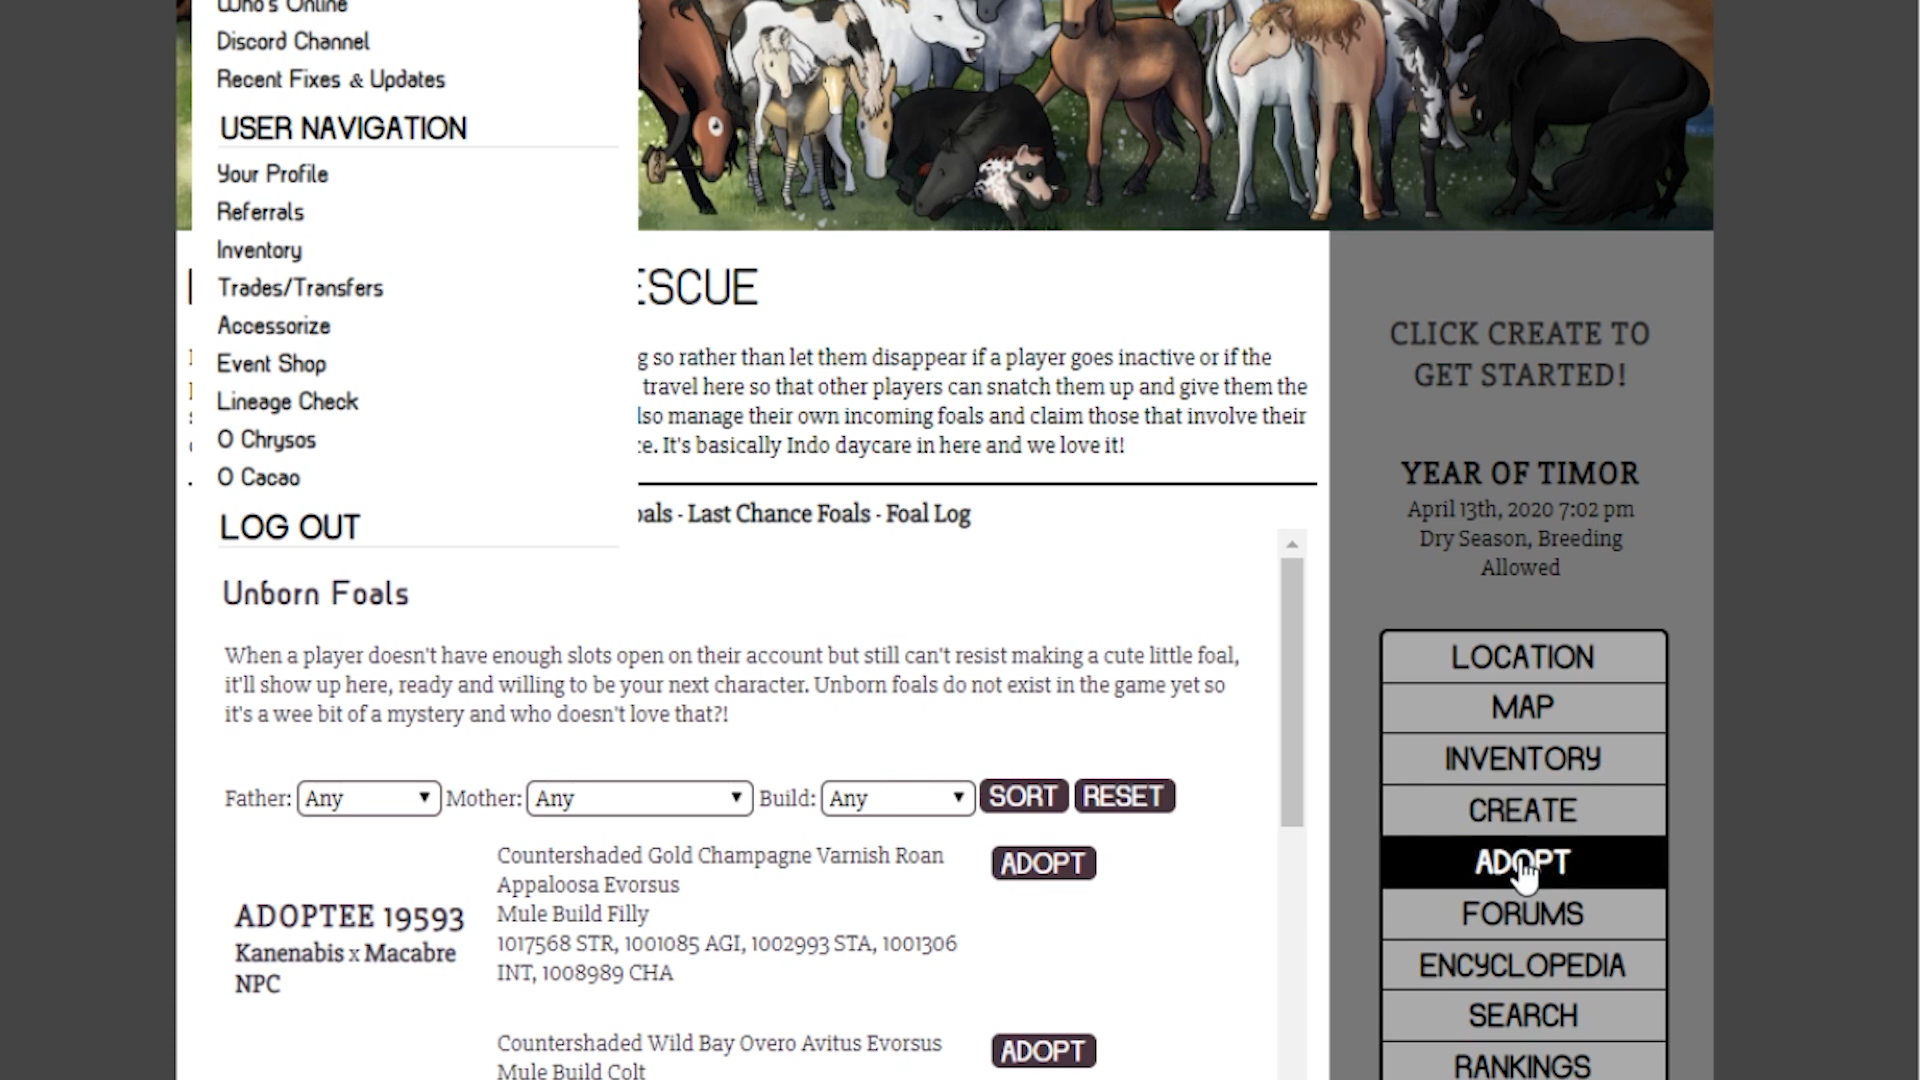 Who's Online
Discord Channel
Recent Fixes & Updates
USER NAVIGATION
Your Profile
Referrals
Inventory
Trades/Transfers
Accessorize
Event Shop
Lineage Check
O Chrysos
O Cacao
LOG OUT
ESCUE
g so rather than let them disappear if a player goes inactive or if the
travel here so that other players can snatch them up and give them the
lso manage their own incoming foals and claim those that involve their
e. It's basically Indo daycare in here and we love it!
oals - Last Chance Foals - Foal Log
Unborn Foals
When a player doesn't have enough slots open on their account but still can't resist making a cute little foal,
it'll show up here, ready and willing to be your next character. Unborn foals do not exist in the game yet so
it's a wee bit of a mystery and who doesn't love that?!
Father: Any Mother: Any Build: Any SORT RESET
ADOPTEE 19593
Kanenabis x Macabre
NPC
Countershaded Gold Champagne Varnish Roan
Appaloosa Evorsus
Mule Build Filly
1017568 STR, 1001085 AGI, 1002993 STA, 1001306
INT, 1008989 CHA
ADOPT
Countershaded Wild Bay Overo Avitus Evorsus
Mule Build Colt
ADOPT
CLICK CREATE TO
GET STARTED!
YEAR OF TIMOR
April 13th, 2020 7:02 pm
Dry Season, Breeding
Allowed
LOCATION
MAP
INVENTORY
CREATE
ADOPT
FORUMS
ENCYCLOPEDIA
SEARCH
RANKINGS